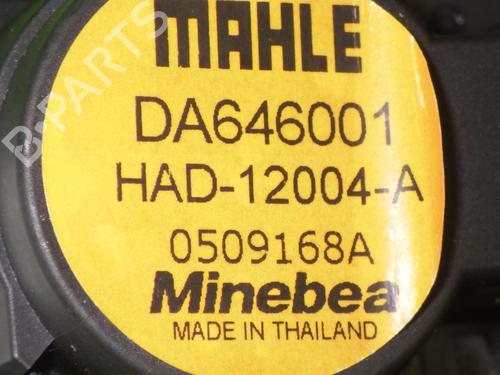 B-PARTS
MAHLE
DA646001
HAD-12004-A
0509168A
Minebea
MADE IN THAILAND